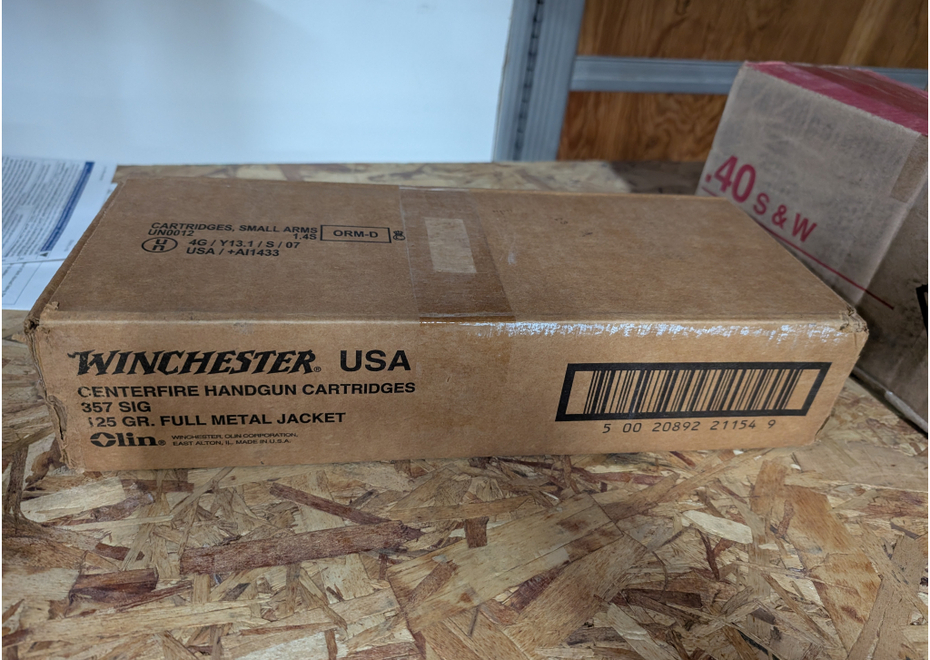 CARTRIDGES, SMALL ARMS
UN0012 1.4S
4G / Y13.1 / S / 07
USA / +AI1433
ORM-D
.40 S & W
WINCHESTER® USA
CENTERFIRE HANDGUN CARTRIDGES
357 SIG
125 GR. FULL METAL JACKET
Olin® WINCHESTER, OLIN CORPORATION,
EAST ALTON, IL. MADE IN U.S.A.
5 00 20892 21154 9